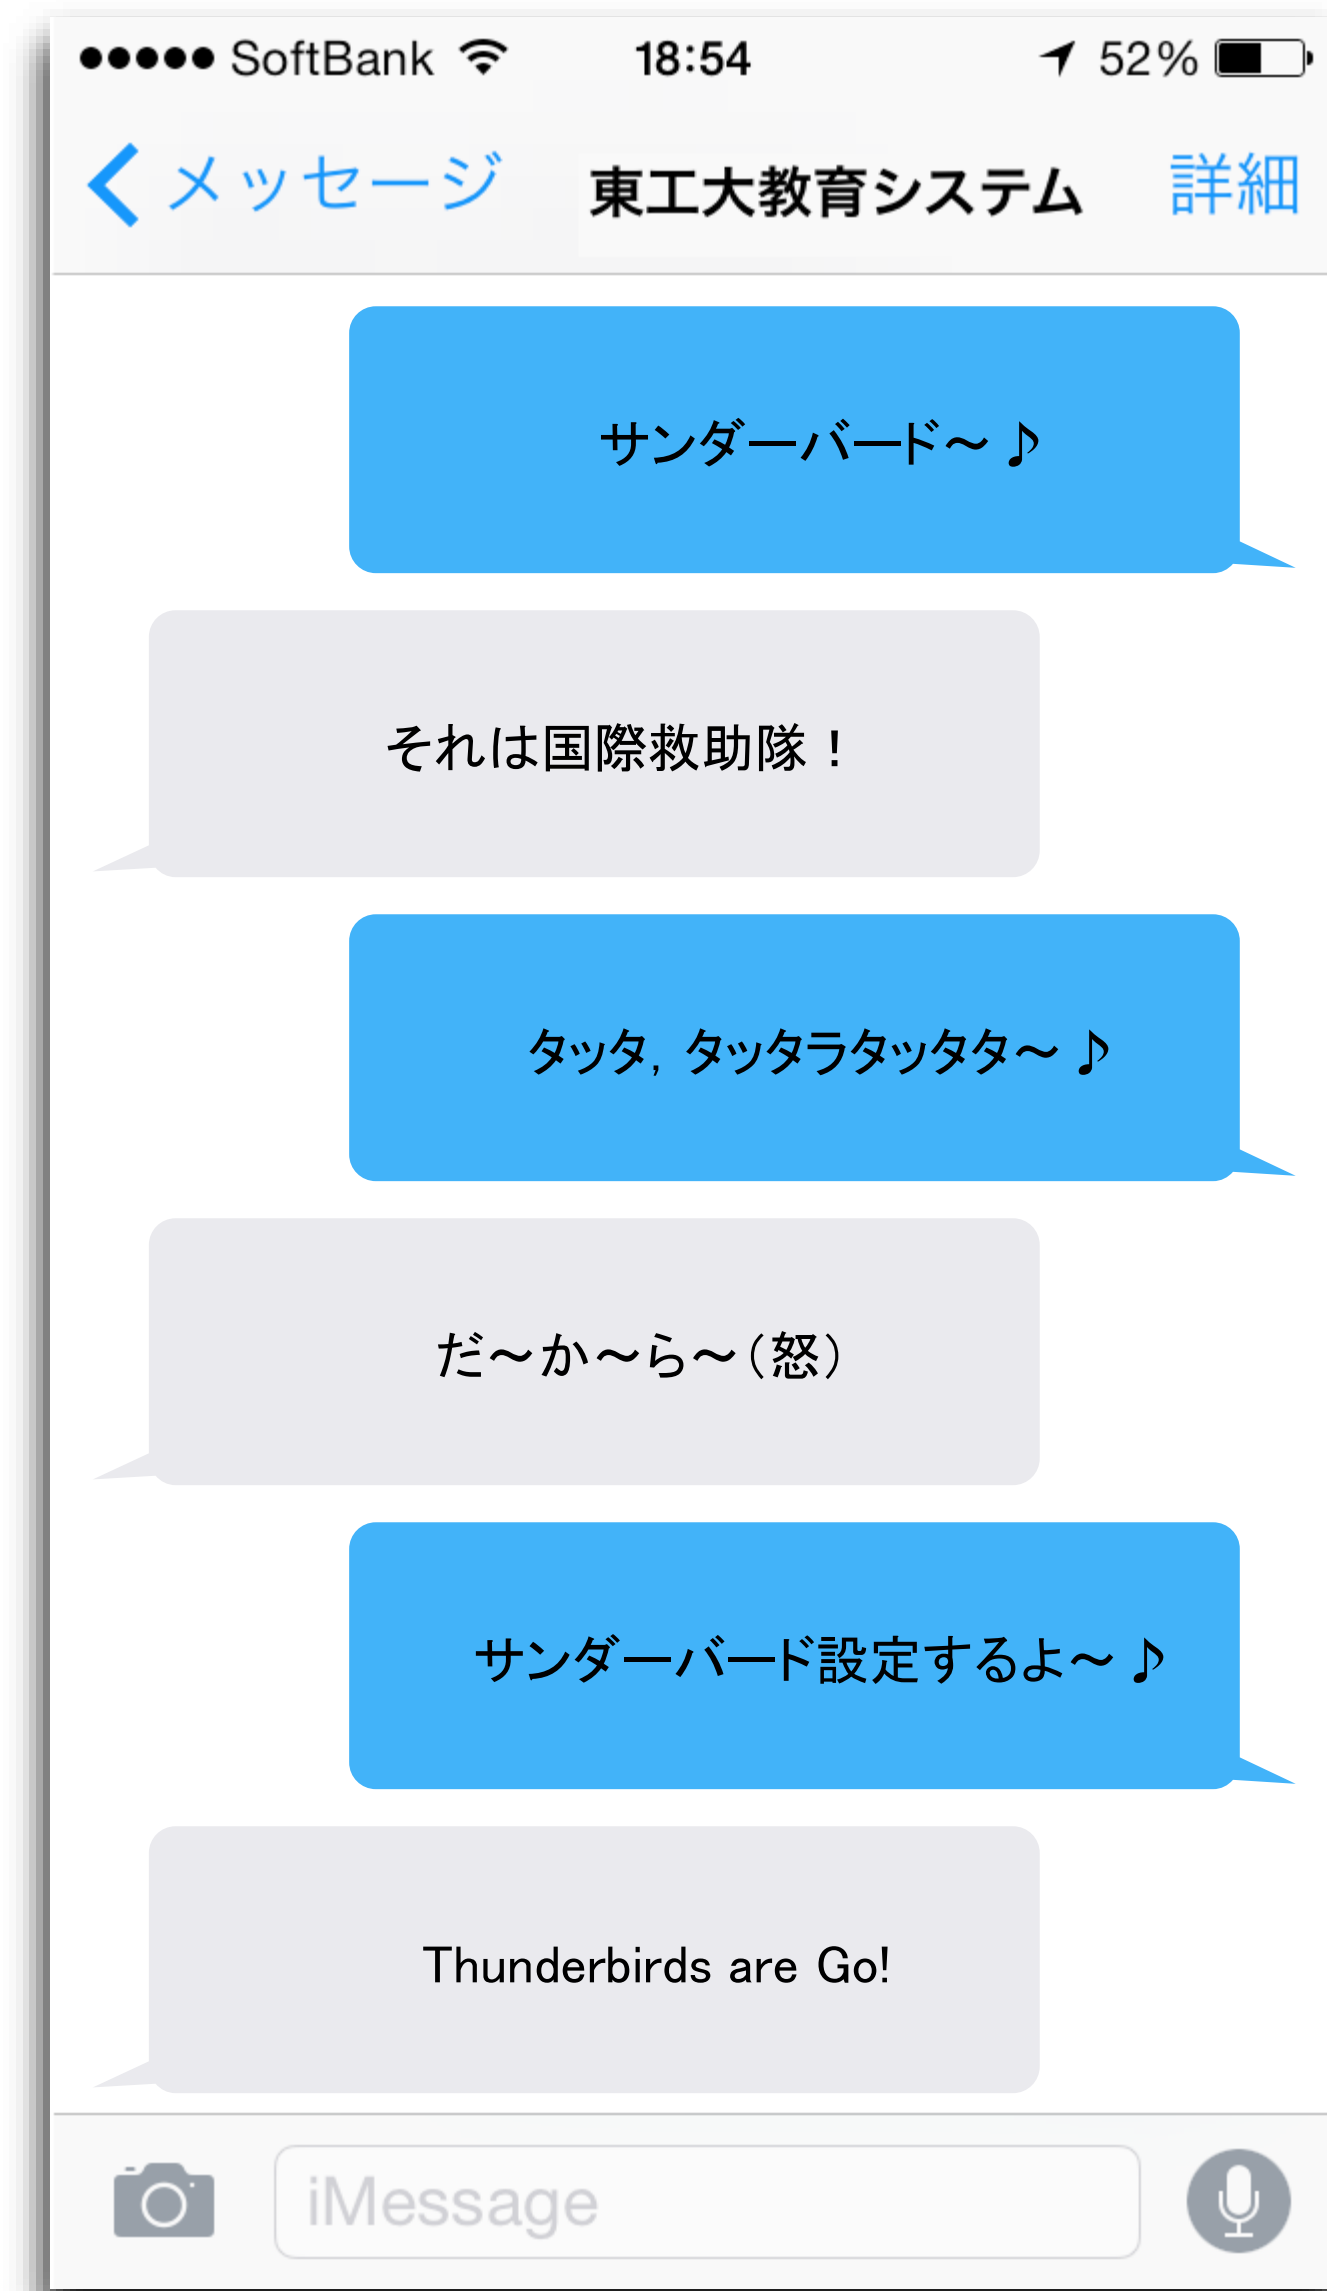 ●●●●● SoftBank 18:54 52%
メッセージ 東工大教育システム 詳細
サンダーバード～♪
それは国際救助隊！
タッタ，タッタラタッタタ～♪
だ～か～ら～（怒）
サンダーバード設定するよ～♪
Thunderbirds are Go!
iMessage